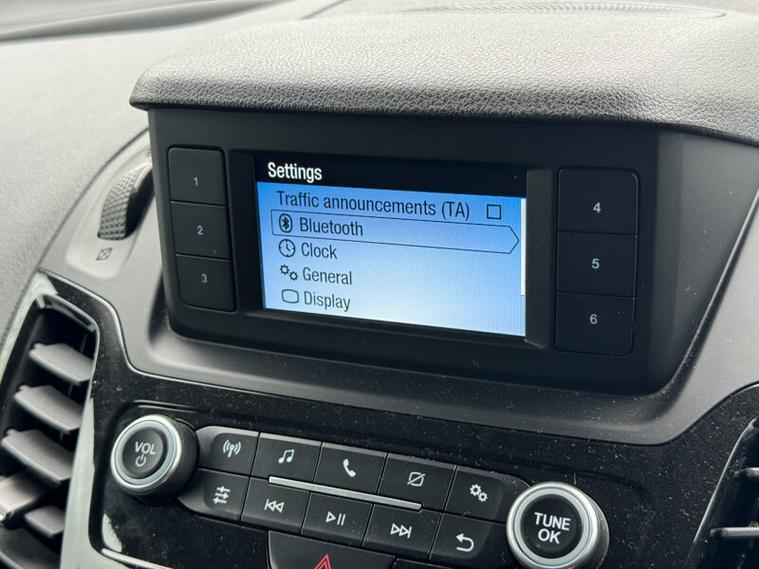 Settings
Traffic announcements (TA)
Bluetooth
Clock
General
Display
1
2
3
4
5
6
VOL
TUNE
OK